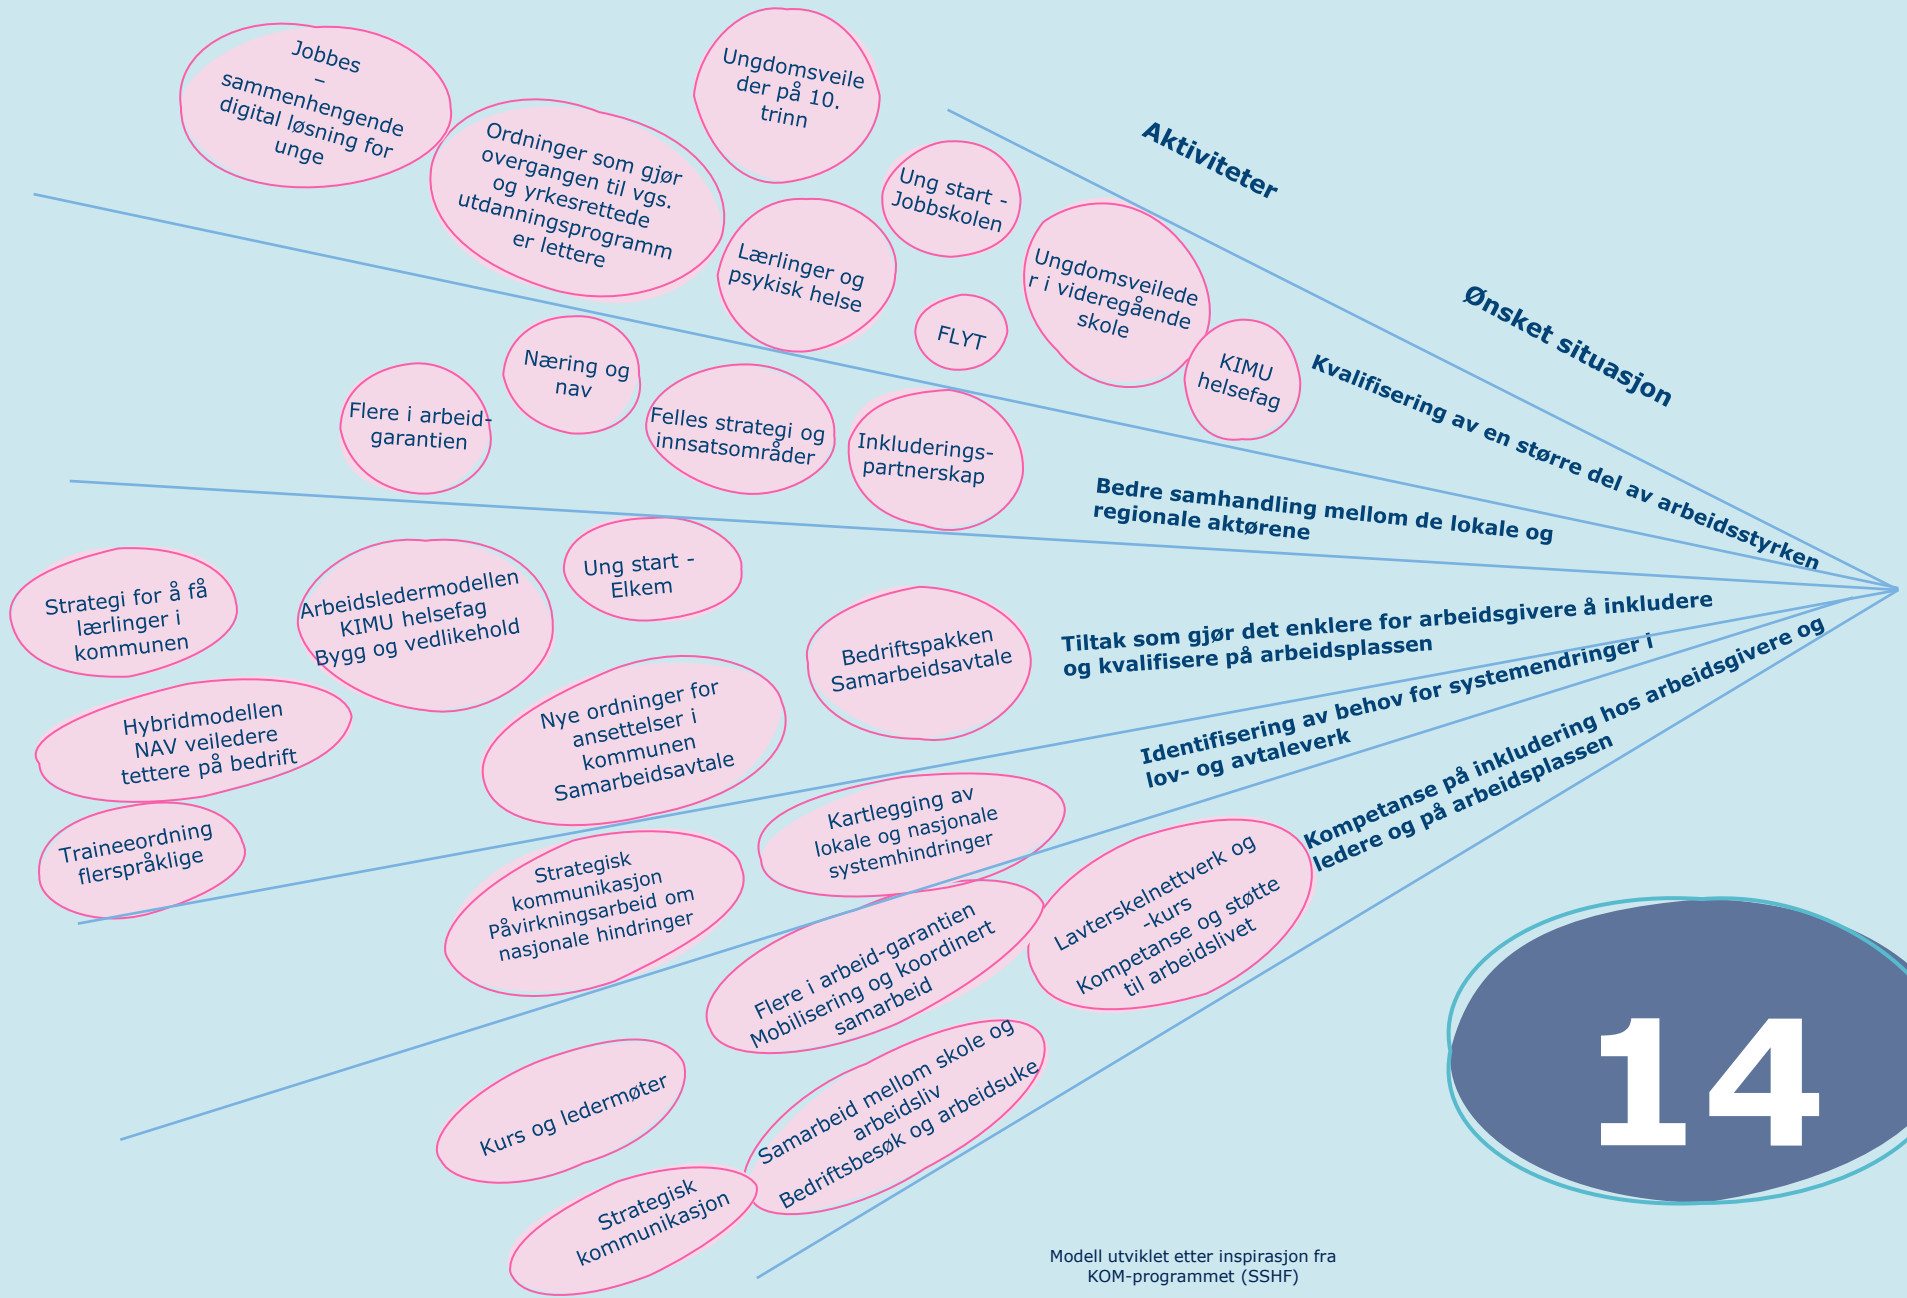 Jobbes
–
sammenhengende
digital løsning for
unge
Ordninger som gjør
overgangen til vgs.
og yrkesrettede
utdanningsprogramm
er lettere
Ungdomsveile
der på 10.
trinn
Ung start -
Jobbskolen
Lærlinger og
psykisk helse
FLYT
Ungdomsveilede
r i videregående
skole
KIMU
helsefag
Aktiviteter
Ønsket situasjon
Kvalifisering av en større del av arbeidsstyrken
Flere i arbeid-
garantien
Næring og
nav
Felles strategi og
innsatsområder
Inkluderings-
partnerskap
Bedre samhandling mellom de lokale og
regionale aktørene
Strategi for å få
lærlinger i
kommunen
Arbeidsledermodellen
KIMU helsefag
Bygg og vedlikehold
Ung start -
Elkem
Bedriftspakken
Samarbeidsavtale
Hybridmodellen
NAV veiledere
tettere på bedrift
Nye ordninger for
ansettelser i
kommunen
Samarbeidsavtale
Traineeordning
flerspråklige
Tiltak som gjør det enklere for arbeidsgivere å inkludere
og kvalifisere på arbeidsplassen
Kartlegging av
lokale og nasjonale
systemhindringer
Strategisk
kommunikasjon
Påvirkningsarbeid om
nasjonale hindringer
Identifisering av behov for systemendringer i
lov- og avtaleverk
Lavterskelnettverk og
-kurs
Kompetanse og støtte
til arbeidslivet
Flere i arbeid-garantien
Mobilisering og koordinert
samarbeid
Kurs og ledermøter
Samarbeid mellom skole og
arbeidsliv
Bedriftsbesøk og arbeidsuke
Strategisk
kommunikasjon
Kompetanse på inkludering hos arbeidsgivere og
ledere og på arbeidsplassen
14
Modell utviklet etter inspirasjon fra
KOM-programmet (SSHF)